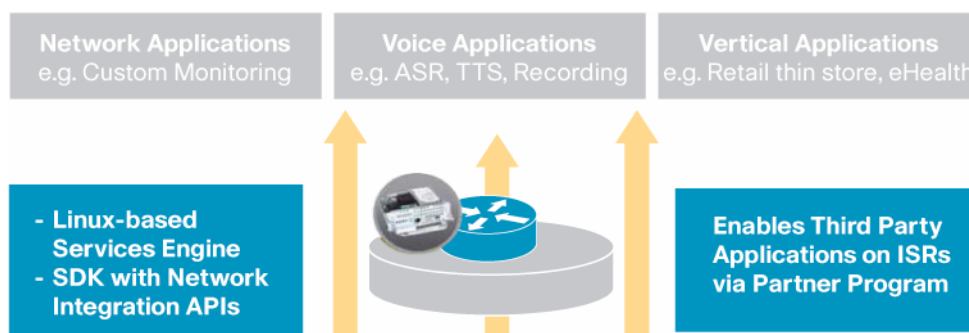 Network Applications
e.g. Custom Monitoring
Voice Applications
e.g. ASR, TTS, Recording
Vertical Applications
e.g. Retail thin store, eHealth
- Linux-based
Services Engine
- SDK with Network
Integration APIs
Enables Third Party
Applications on ISRs
via Partner Program